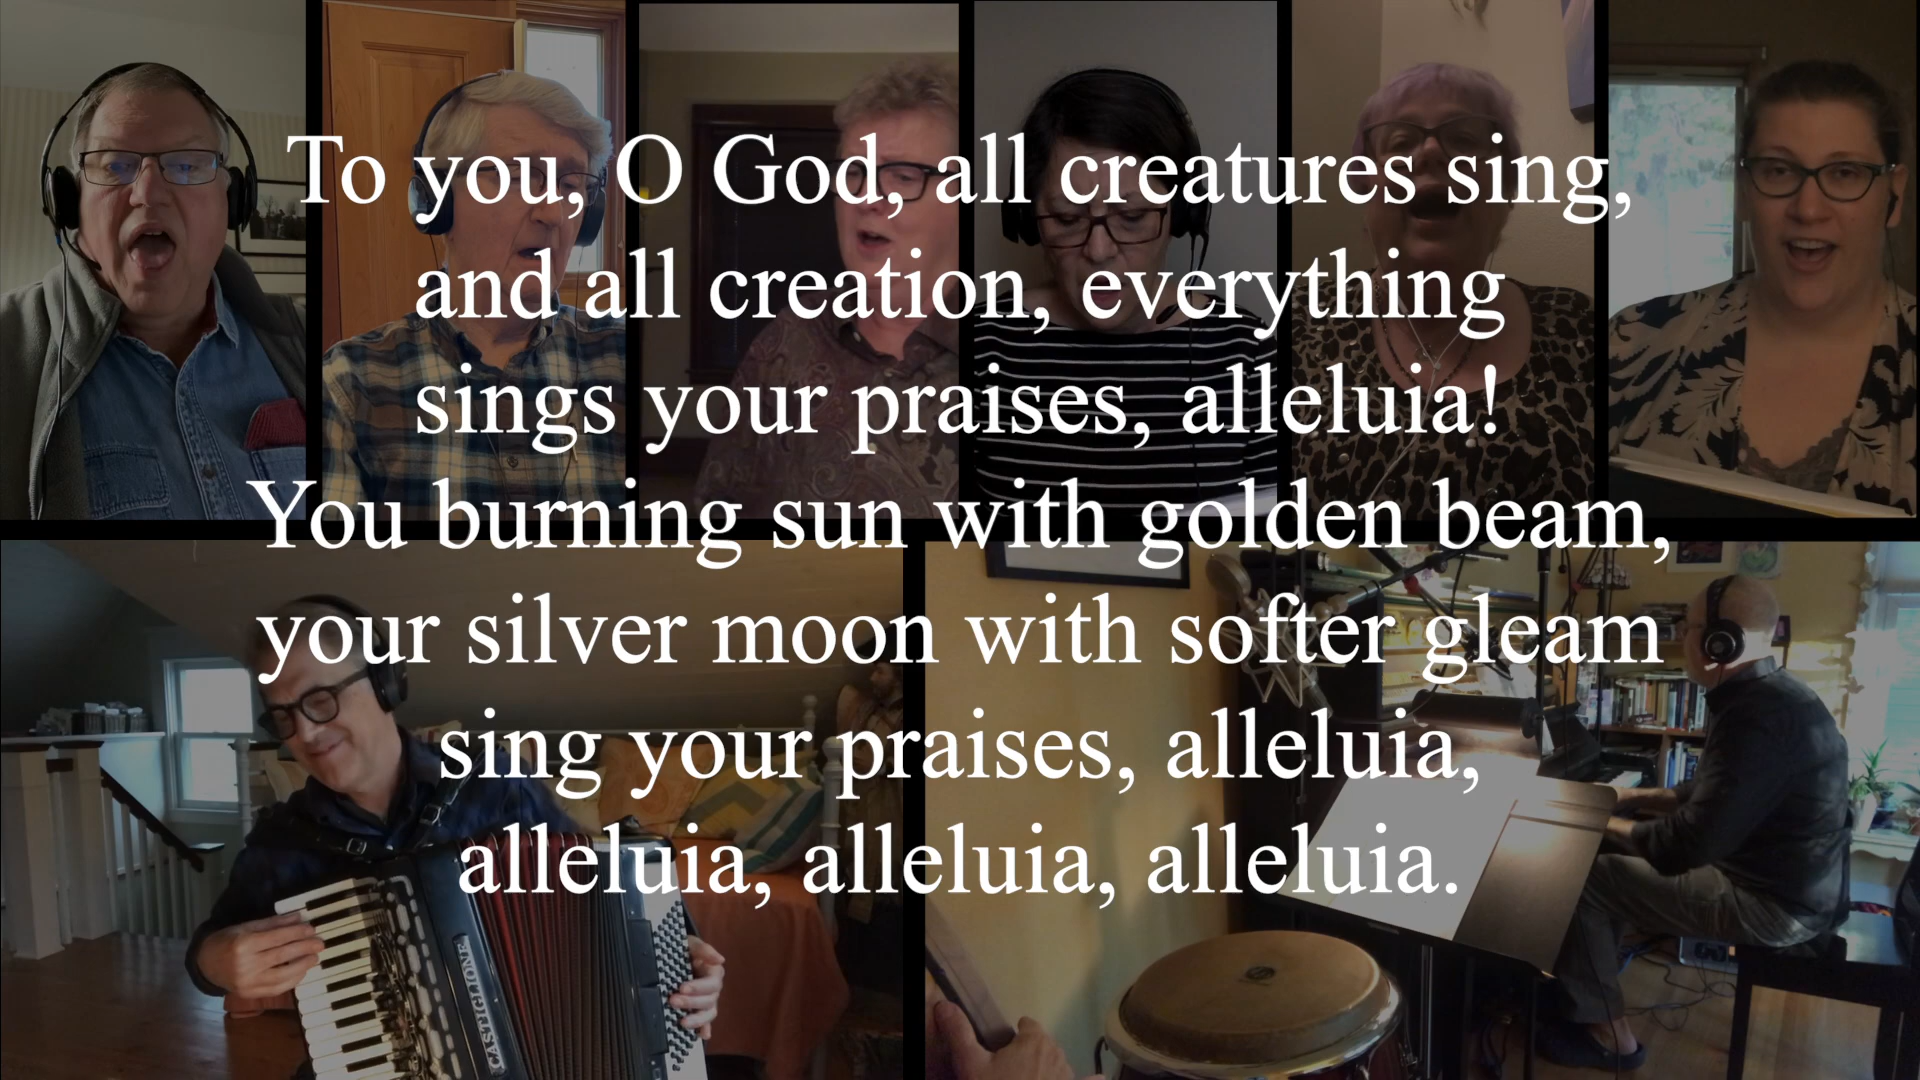 To you, O God, all creatures sing,
and all creation, everything
sings your praises, alleluia!
You burning sun with golden beam,
your silver moon with softer gleam
sing your praises, alleluia,
alleluia, alleluia, alleluia.
CASTIGLIONE